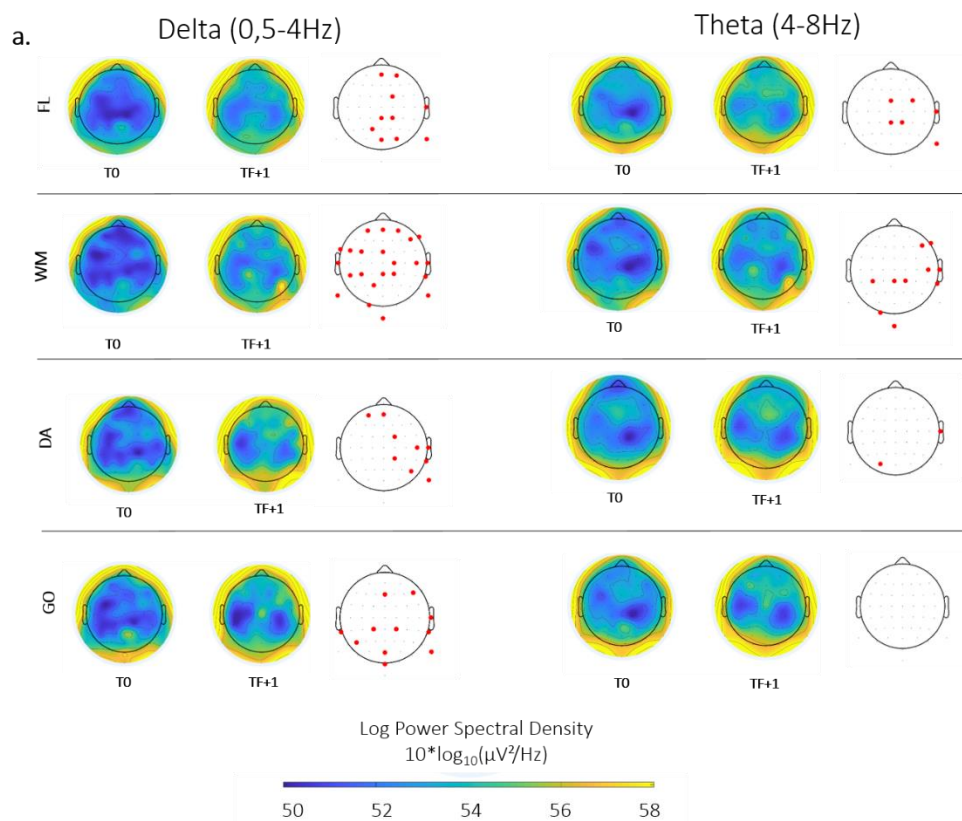 a.
Delta (0,5-4Hz)
Theta (4-8Hz)
FL
T0
TF+1
T0
TF+1
WM
T0
TF+1
T0
TF+1
DA
T0
TF+1
T0
TF+1
GO
T0
TF+1
T0
TF+1
Log Power Spectral Density
10*log₁₀(µV²/Hz)
50 52 54 56 58